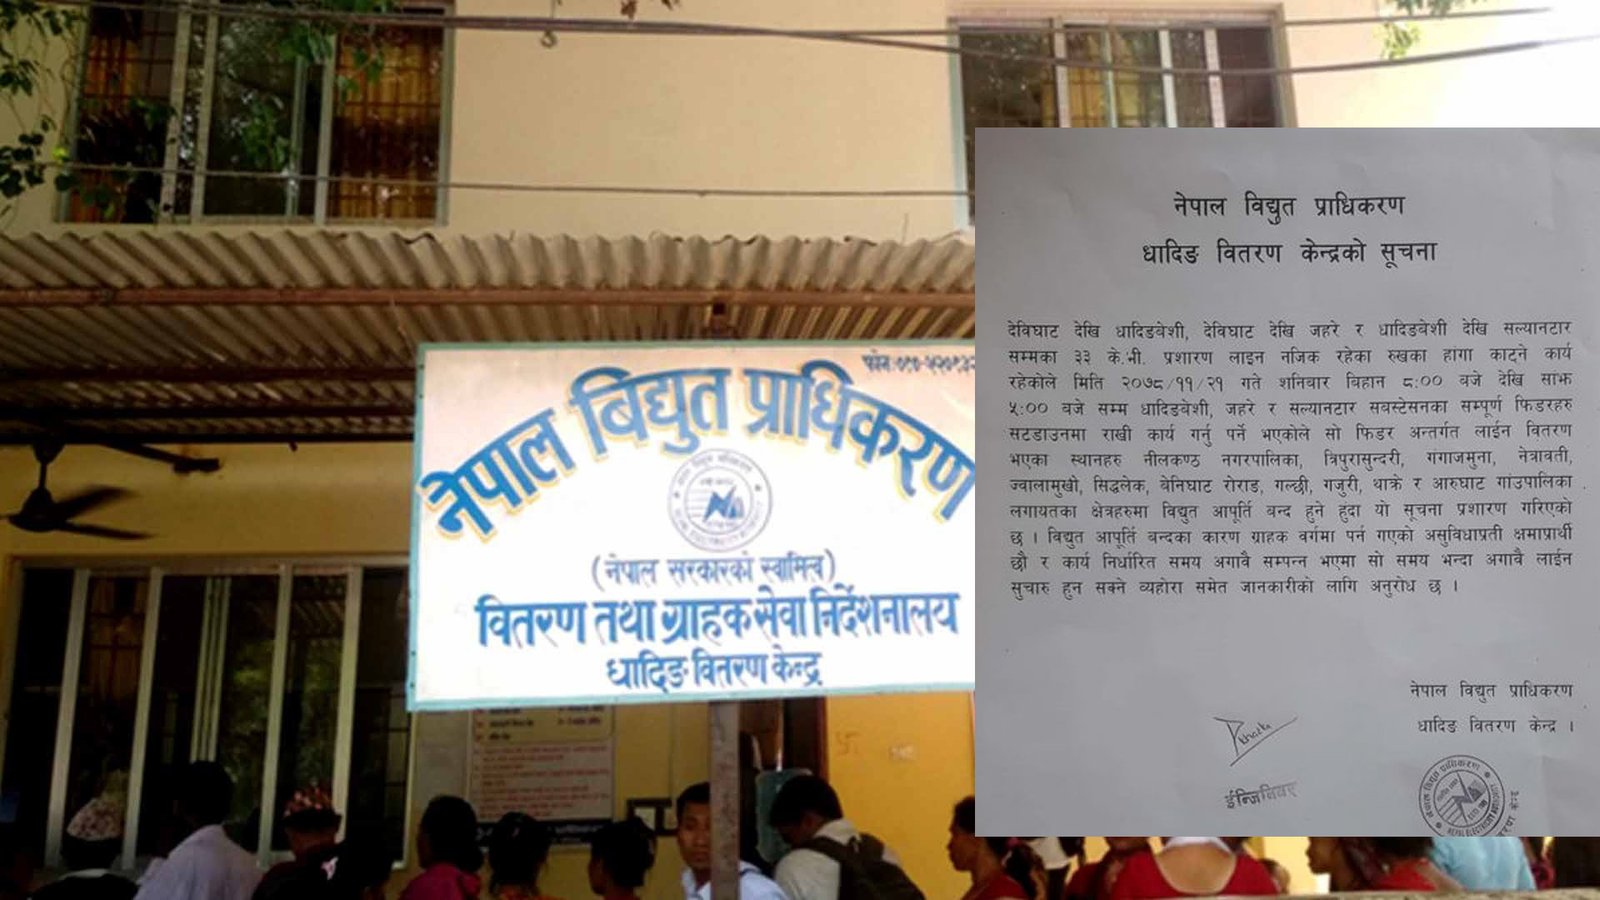 फोन:०१०-५२०१३२
नेपाल बिद्युत प्राधिकरण
(नेपाल सरकारको स्वामित्व)
वितरण तथा ग्राहक सेवा निर्देशनालय
धादिङ वितरण केन्द्र
नेपाल विद्युत प्राधिकरण
धादिङ वितरण केन्द्रको सूचना
देविघाट देखि धादिङबेशी, देविघाट देखि जहरे र धादिङबेशी देखि सल्यानटार
सम्मका ३३ के.भी. प्रशारण लाइन नजिक रहेका रुखका हांगा काट्ने कार्य
रहेकोले मिति २०७८/११/२१ गते शनिबार बिहान ८:०० बजे देखि सांझ
५:०० बजे सम्म धादिङबेशी, जहरे र सल्यानटार सबस्टेसनका सम्पूर्ण फिडरहरु
सटडाउनमा राखी कार्य गर्नु पर्ने भएकोले सो फिडर अन्तर्गत लाईन वितरण
भएका स्थानहरु नीलकण्ठ नगरपालिका, त्रिपुरासुन्दरी, गंगाजमुना, नेत्रावती,
ज्वालामुखी, सिद्धलेक, बेनिघाट रोराङ, गल्छी, गजुरी, थाक्रे र आरुघाट गांउपालिका
लगायतका क्षेत्रहरुमा विद्युत आपूर्ति बन्द हुने हुंदा यो सूचना प्रशारण गरिएको
छ । विद्युत आपूर्ति बन्दका कारण ग्राहक वर्गमा पर्न गएको असुविधाप्रती क्षमाप्रार्थी
छौ र कार्य निर्धारित समय अगावै सम्पन्न भएमा सो समय भन्दा अगावै लाईन
सुचारु हुन सक्ने व्यहोरा समेत जानकारीको लागि अनुरोध छ ।
नेपाल विद्युत प्राधिकरण
धादिङ वितरण केन्द्र ।
ईन्जिनियर